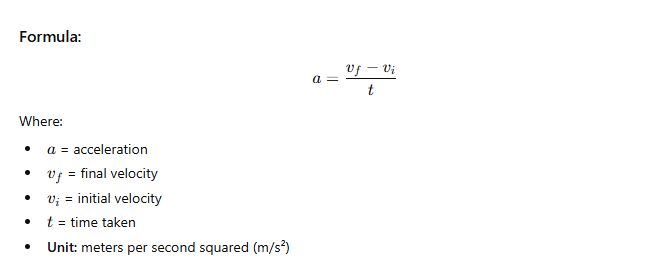 Formula:
a = \frac{v_f - v_i}{t}
Where:
• a = acceleration
• v_f = final velocity
• v_i = initial velocity
• t = time taken
• Unit: meters per second squared (m/s²)